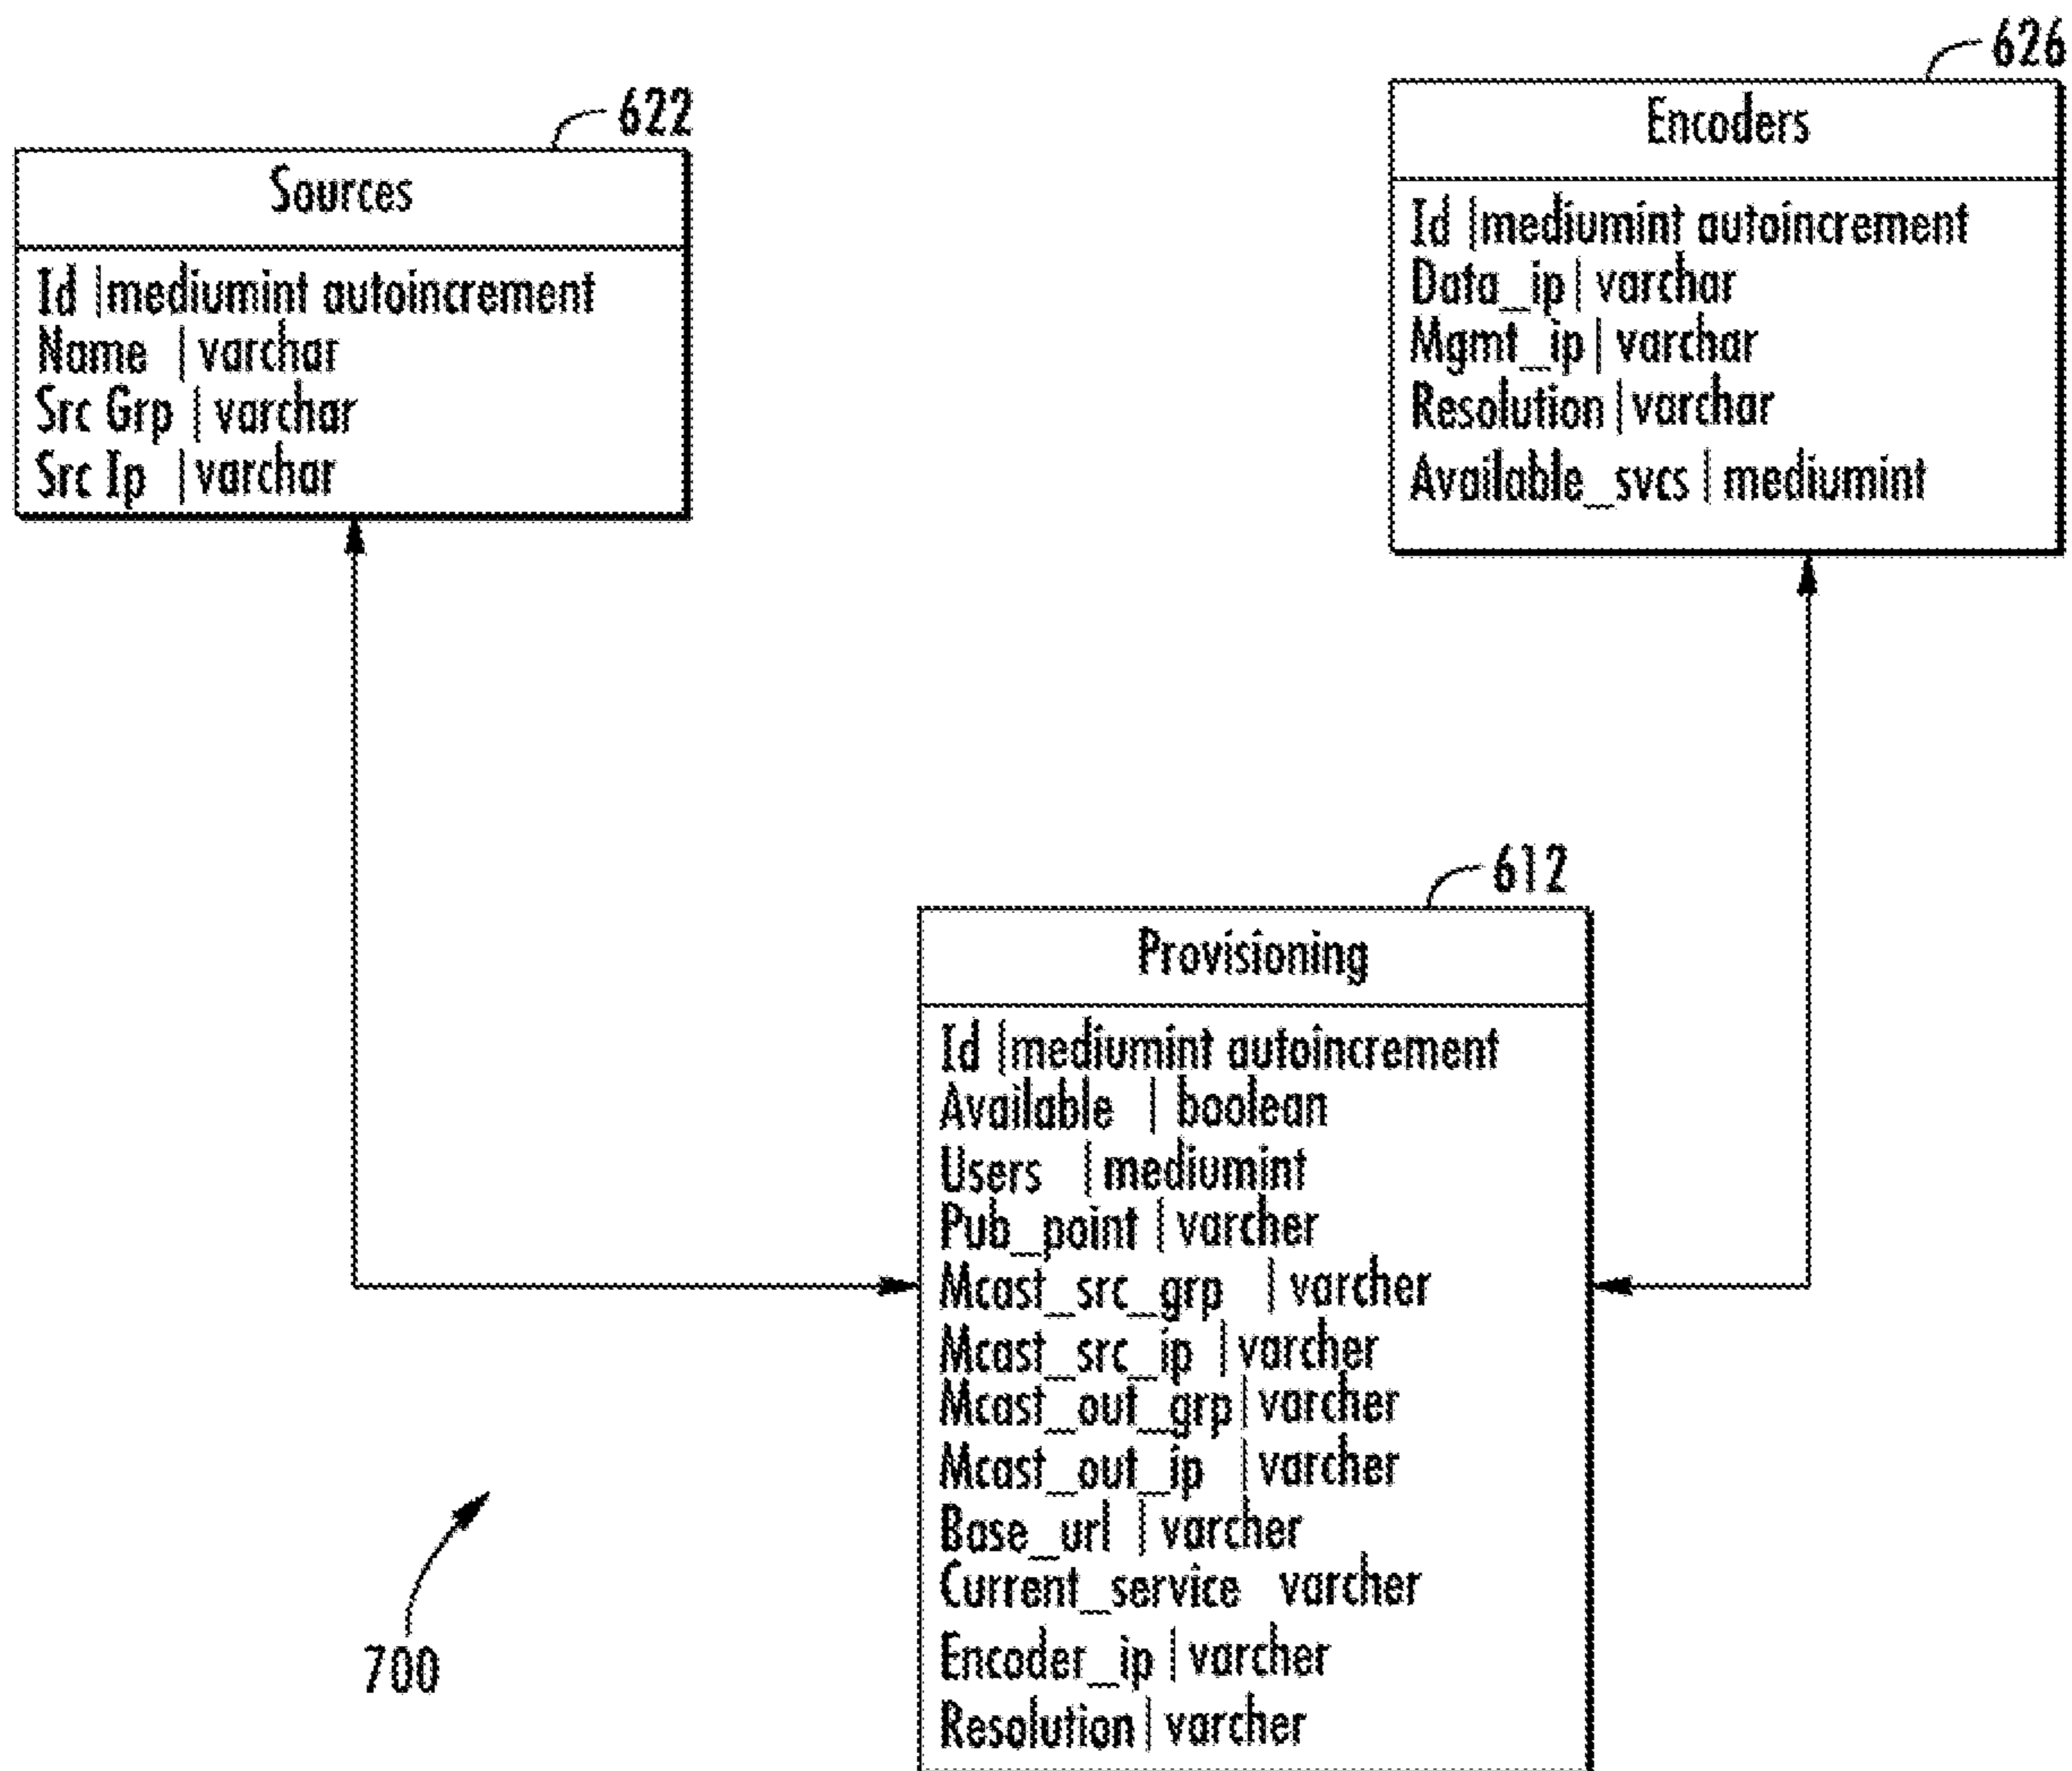 622
Sources
Id |mediumint autoincrement
Name | varchar
Src Grp | varchar
Src Ip | varchar
626
Encoders
Id |mediumint autoincrement
Data_ip | varchar
Mgmt_ip | varchar
Resolution | varchar
Available_svcs | mediumint
612
Provisioning
Id |mediumint autoincrement
Available | boolean
Users | mediumint
Pub_point | varcher
Mcast_src_grp | varcher
Mcast_src_ip | varcher
Mcast_out_grp | varcher
Mcast_out_ip | varcher
Base_url | varcher
Current_service varcher
Encoder_ip | varcher
Resolution | varcher
700